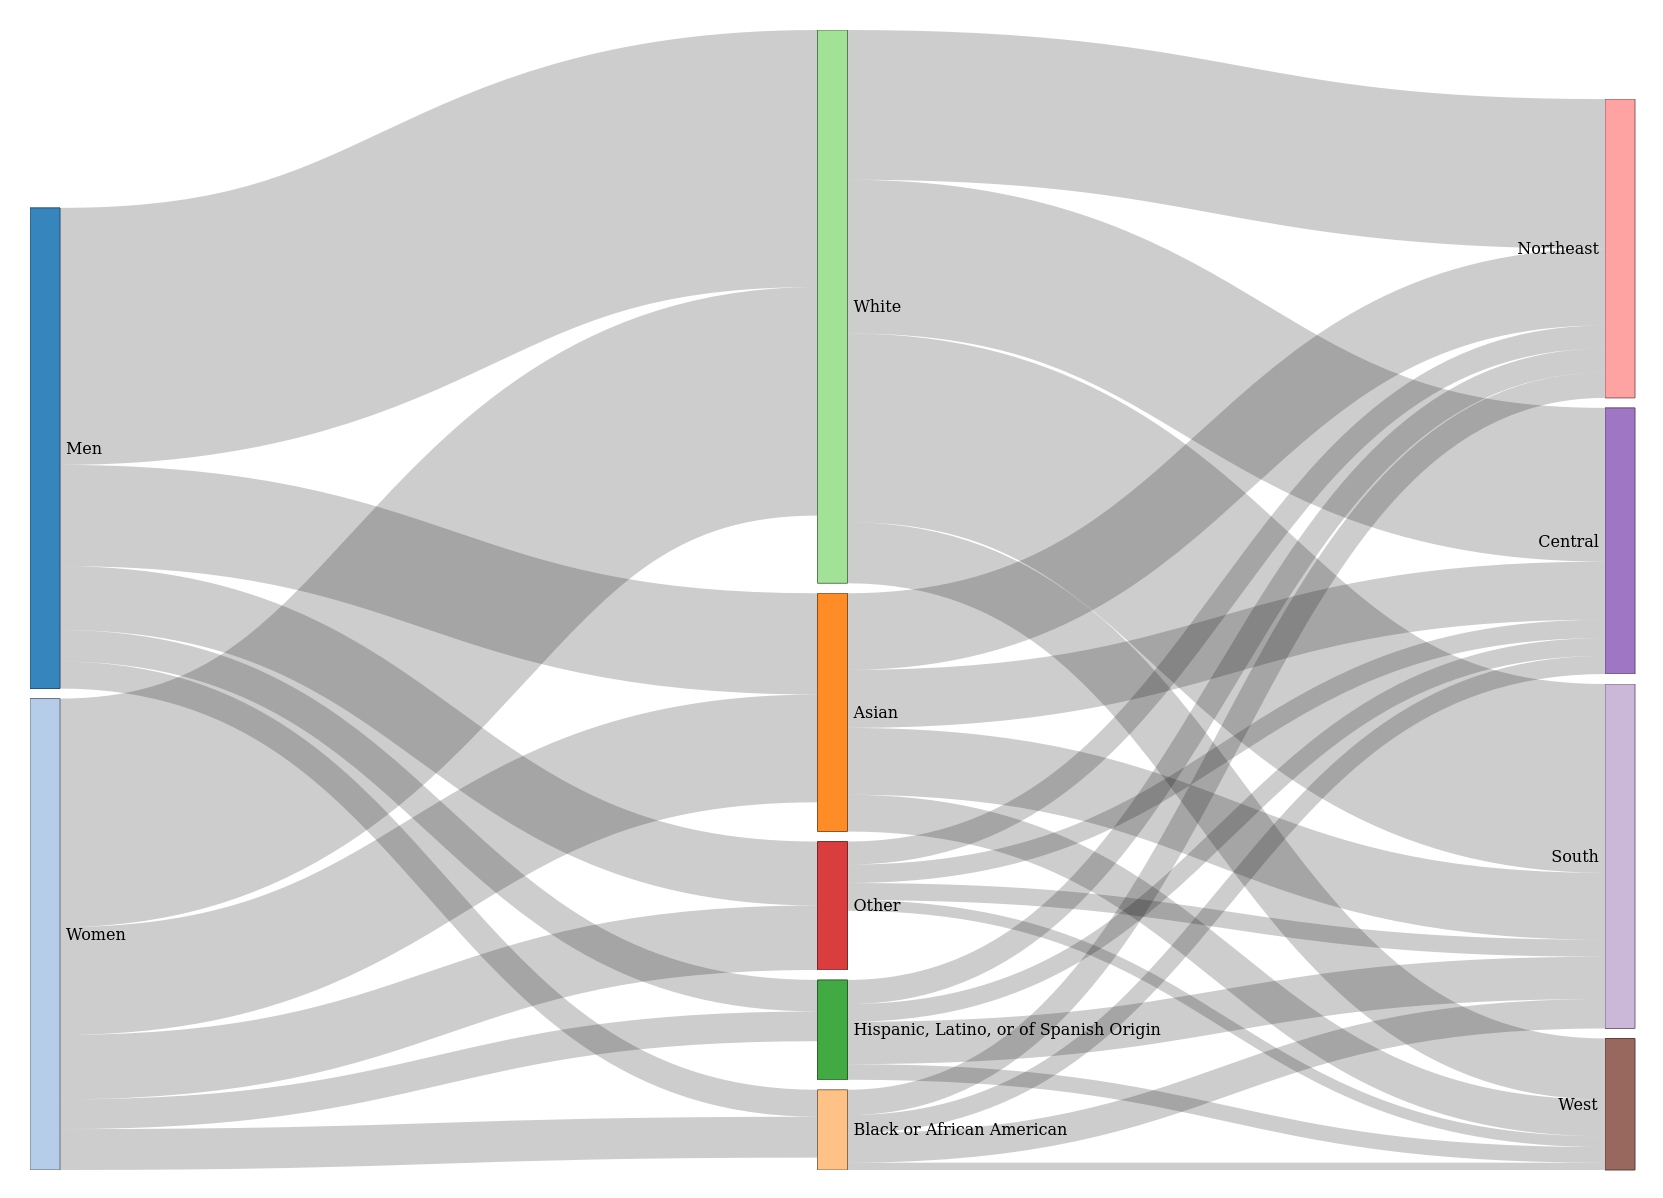 Men
Women
White
Asian
Other
Hispanic, Latino, or of Spanish Origin
Black or African American
Northeast
Central
South
West